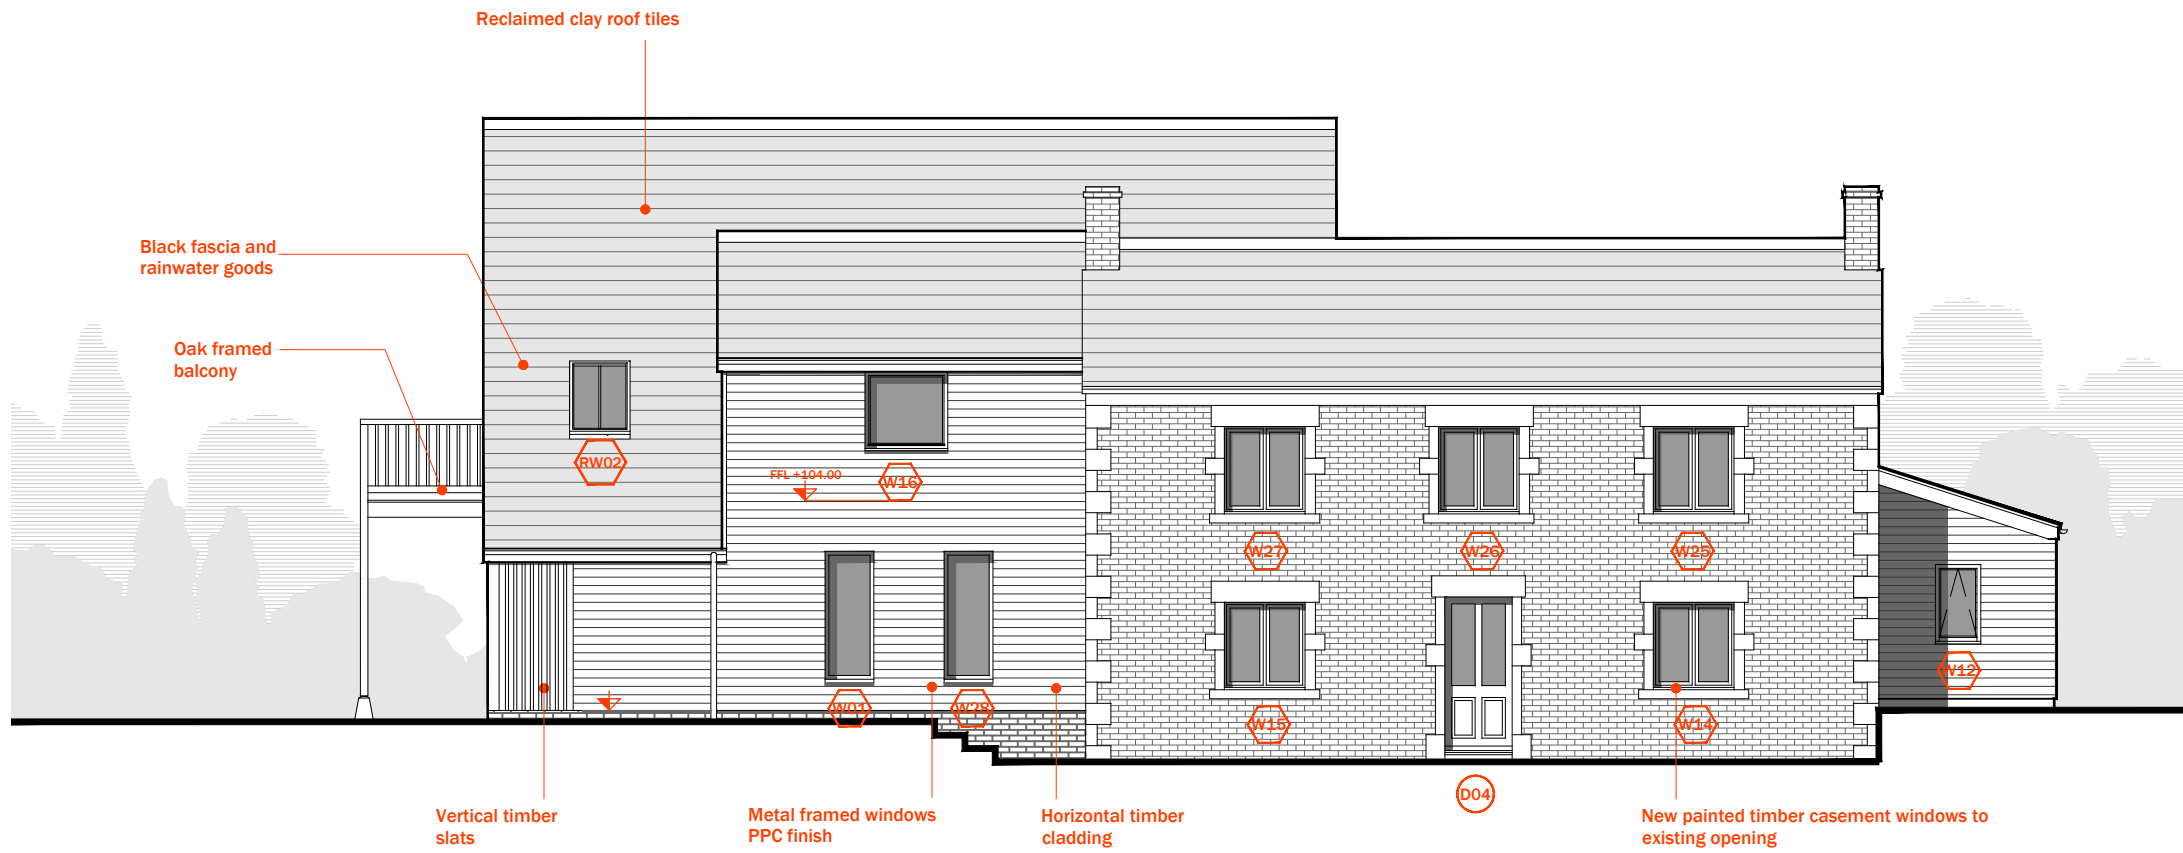 Reclaimed clay roof tiles
Black fascia and
rainwater goods
Oak framed
balcony
RW02
FFL +104.00
W16
W27
W26
W25
W12
W01
W28
W15
W14
D04
Vertical timber
slats
Metal framed windows
PPC finish
Horizontal timber
cladding
New painted timber casement windows to
existing opening